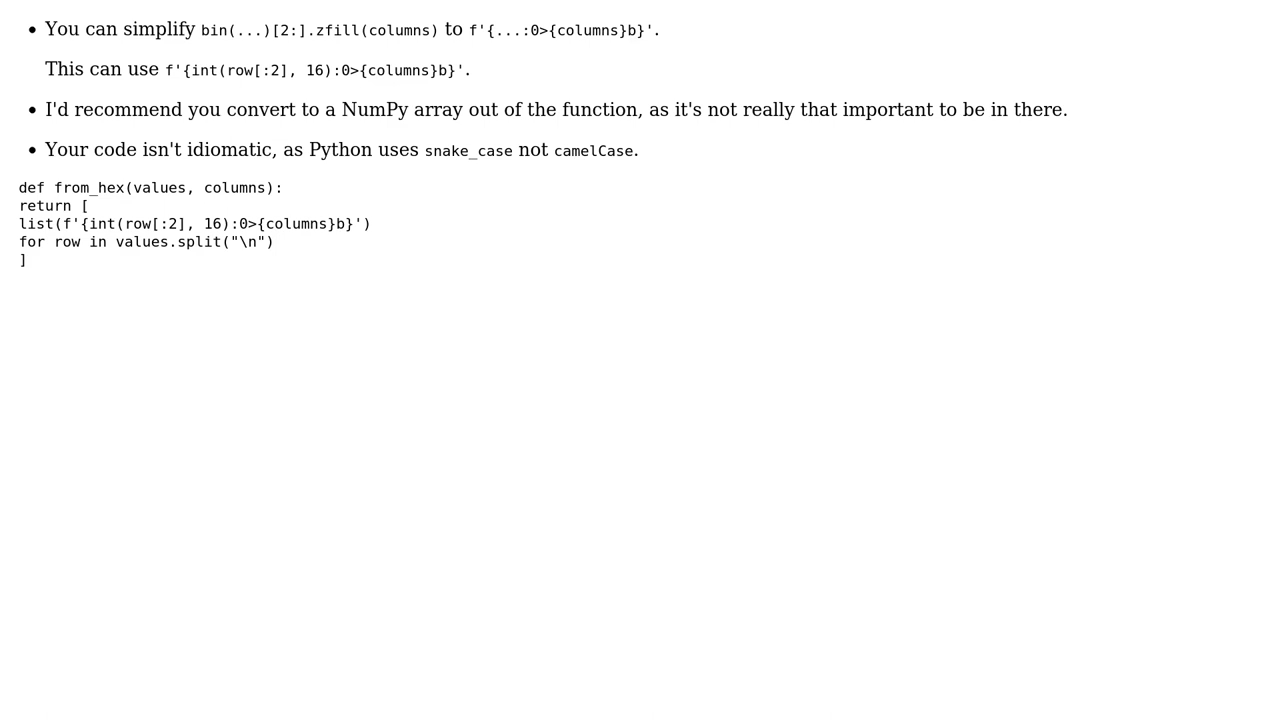 You can simplify bin(...)[2:].zfill(columns) to f'{...:0>{columns}b}'.
This can use f'{int(row[:2], 16):0>{columns}b}'.
I'd recommend you convert to a NumPy array out of the function, as it's not really that important to be in there.
Your code isn't idiomatic, as Python uses snake_case not camelCase.
def from_hex(values, columns):
return [
list(f'{int(row[:2], 16):0>{columns}b}')
for row in values.split("\n")
]